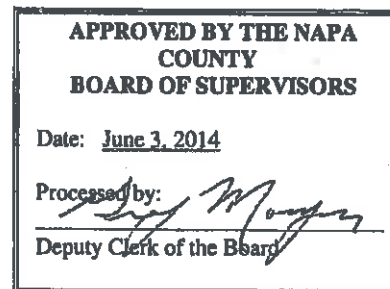 APPROVED BY THE NAPA
COUNTY
BOARD OF SUPERVISORS
Date: June 3, 2014
Processed by:
Deputy Clerk of the Board